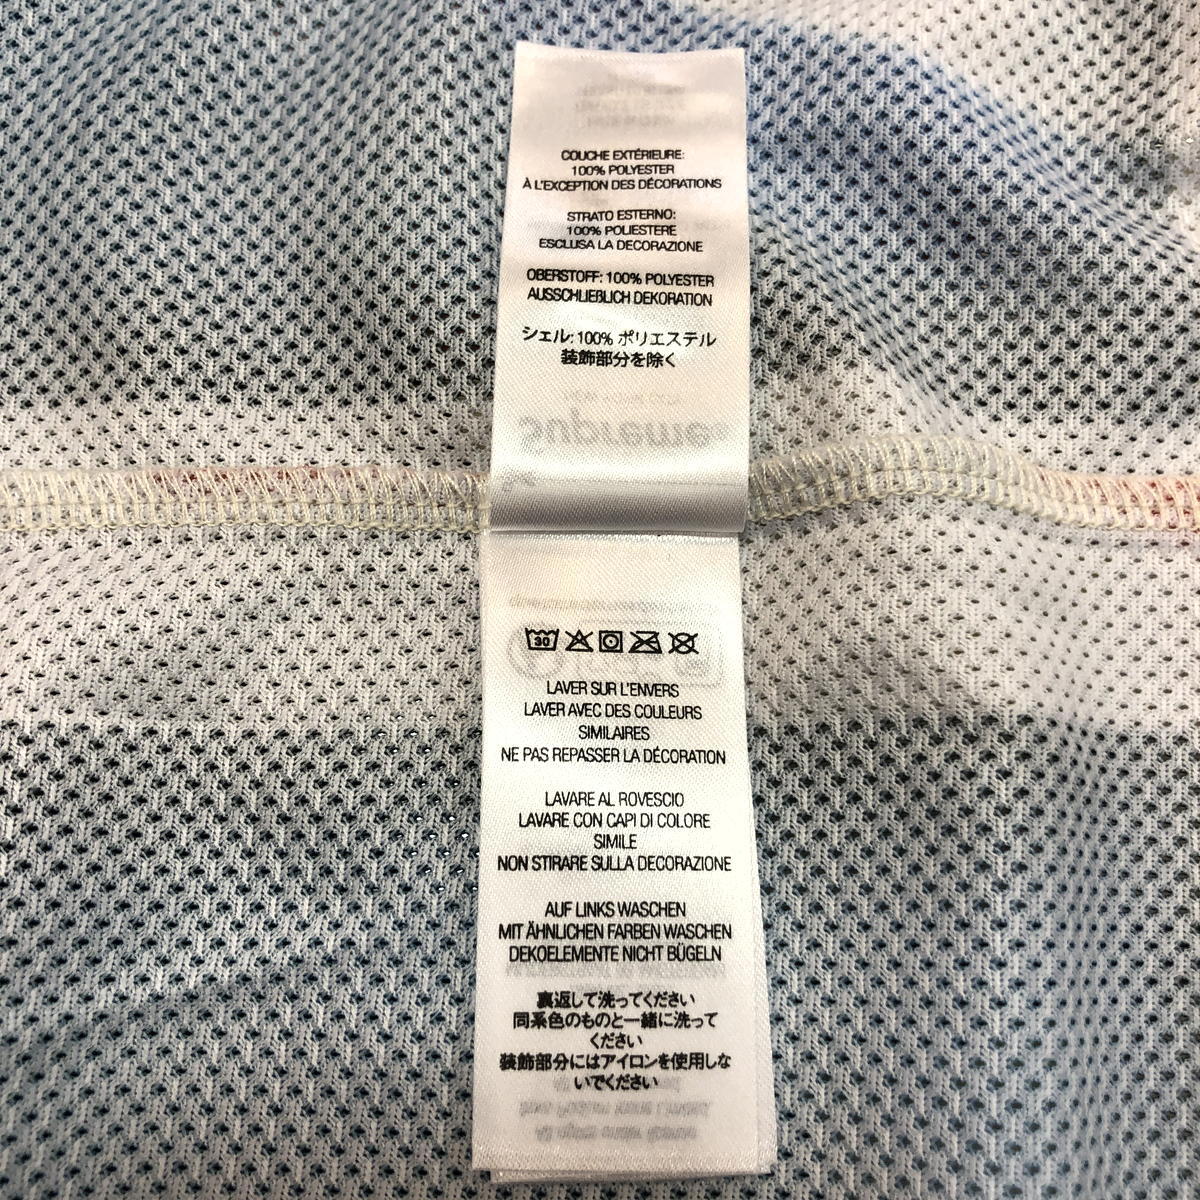 COUCHE EXTÉRIEURE:
100% POLYESTER
À L'EXCEPTION DES DÉCORATIONS
STRATO ESTERNO:
100% POLIESTERE
ESCLUSA LA DECORAZIONE
OBERSTOFF: 100% POLYESTER
AUSSCHLIEßLICH DEKORATION
シェル: 100% ポリエステル
装飾部分を除く
30
LAVER SUR L'ENVERS
LAVER AVEC DES COULEURS
SIMILAIRES
NE PAS REPASSER LA DÉCORATION
LAVARE AL ROVESCIO
LAVARE CON CAPI DI COLORE
SIMILE
NON STIRARE SULLA DECORAZIONE
AUF LINKS WASCHEN
MIT ÄHNLICHEN FARBEN WASCHEN
DEKOELEMENTE NICHT BÜGELN
裏返して洗ってください
同系色のものと一緒に洗って
ください
装飾部分にはアイロンを使用しな
いでください